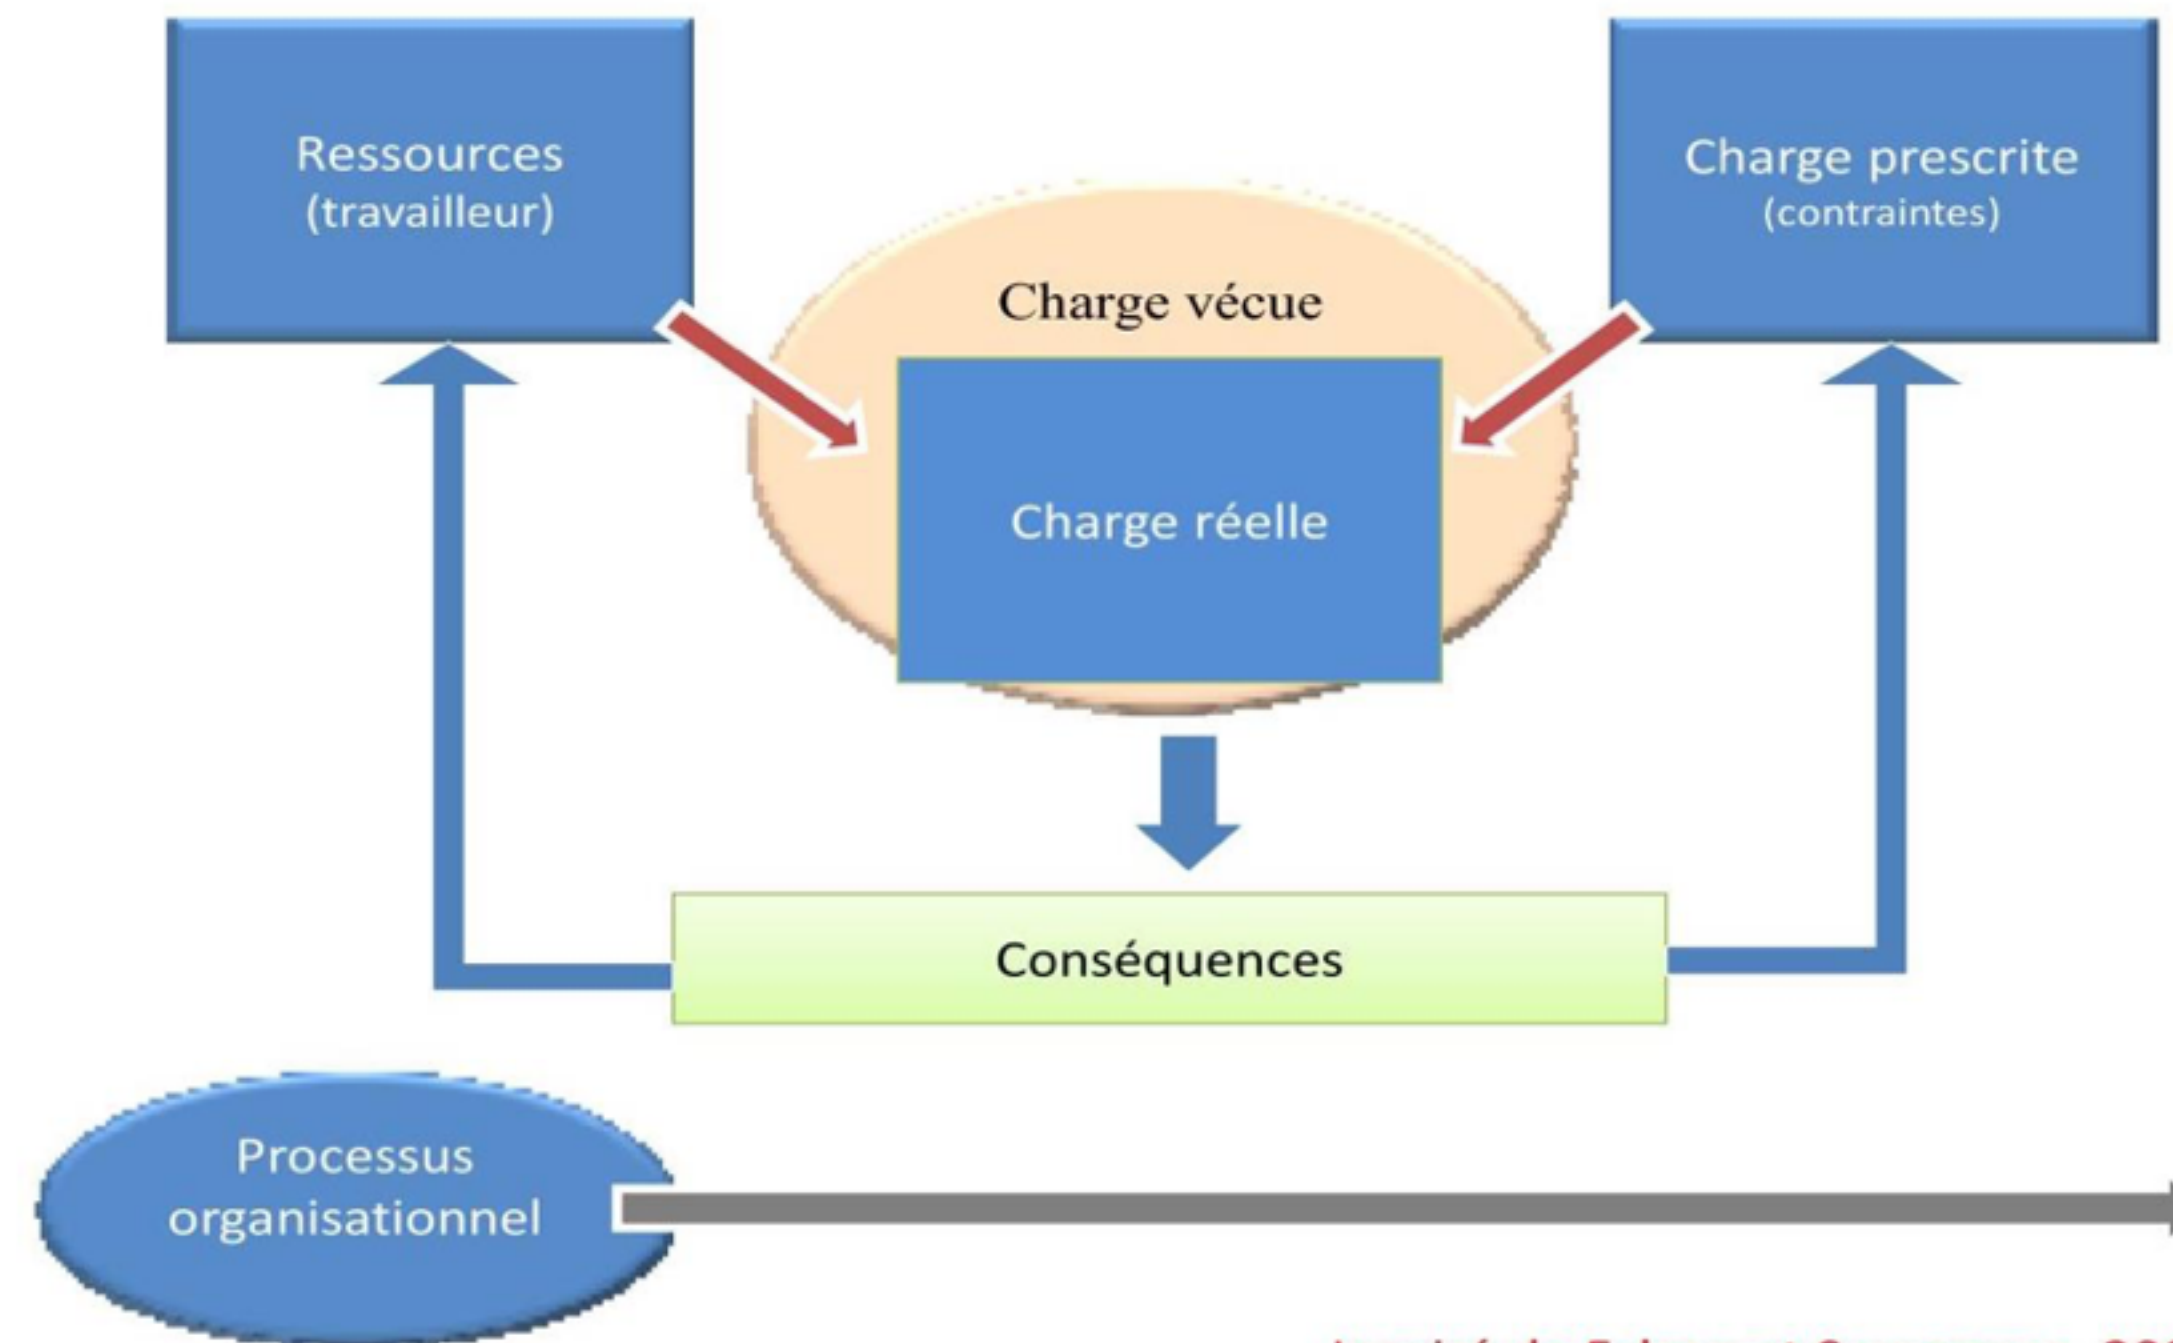 Ressources
(travailleur)
Charge prescrite
(contraintes)
Charge vécue
Charge réelle
Conséquences
Processus
organisationnel